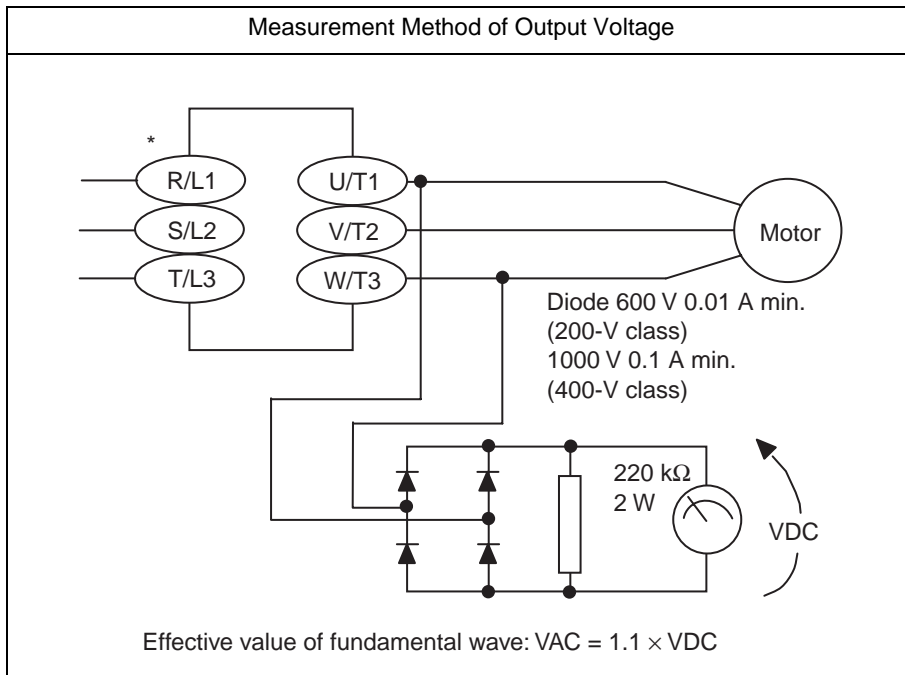 Measurement Method of Output Voltage
*
R/L1
U/T1
S/L2
V/T2
Motor
T/L3
W/T3
Diode 600 V 0.01 A min.
(200-V class)
1000 V 0.1 A min.
(400-V class)
220 kΩ
2 W
VDC
Effective value of fundamental wave: VAC = 1.1 × VDC